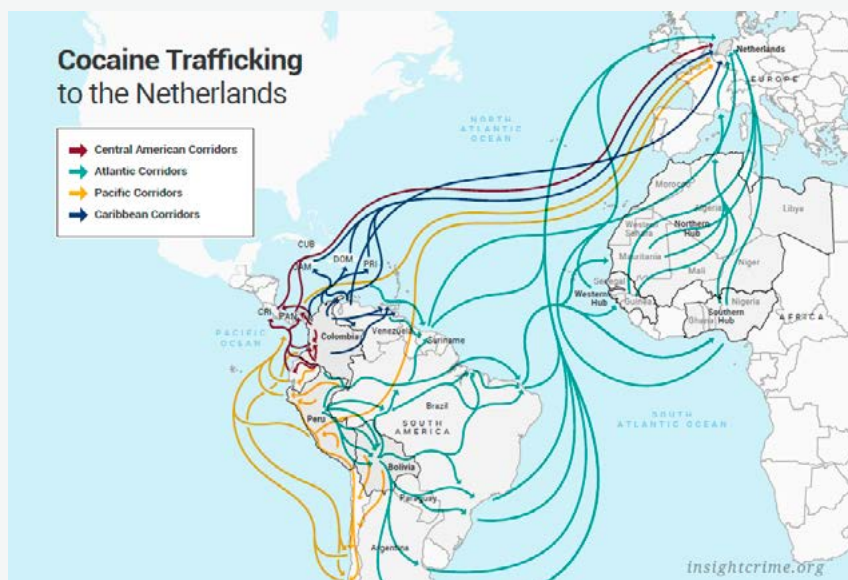 Cocaine Trafficking
to the Netherlands
Central American Corridors
Atlantic Corridors
Pacific Corridors
Caribbean Corridors
Netherlands
EUROPE
NORTH
ATLANTIC
OCEAN
Morocco
Algeria
Libya
Western
Sahara
Northern
Hub
Mauritania
Mali
Niger
CUB
JAM
DOM
PRI
Senegal
Western
Hub
Guinea
Nigeria
Ghana
Southern
Hub
AFRICA
CRI
PAN
PACIFIC
OCEAN
Colombia
Venezuela
Suriname
Peru
Brazil
SOUTH
AMERICA
SOUTH
ATLANTIC OCEAN
Bolivia
Paraguay
Argentina
insightcrime.org